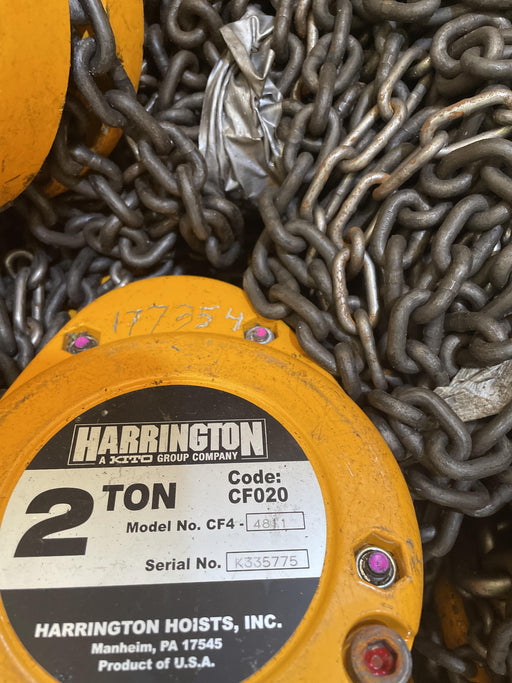 177354
HARRINGTON
A KITO GROUP COMPANY
2 TON
Code:
CF020
Model No. CF4 - 4811
Serial No. K335775
HARRINGTON HOISTS, INC.
Manheim, PA 17545
Product of U.S.A.